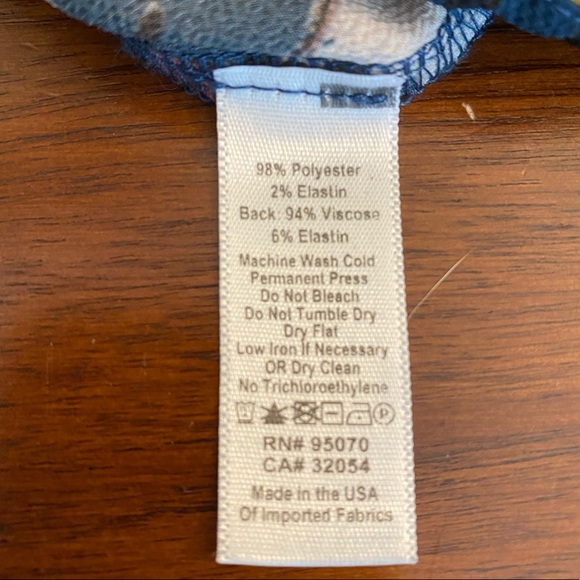 98% Polyester
2% Elastin
Back: 94% Viscose
6% Elastin
Machine Wash Cold
Permanent Press
Do Not Bleach
Do Not Tumble Dry
Dry Flat
Low Iron If Necessary
OR Dry Clean
No Trichloroethylene
P
RN# 95070
CA# 32054
Made in the USA
Of Imported Fabrics